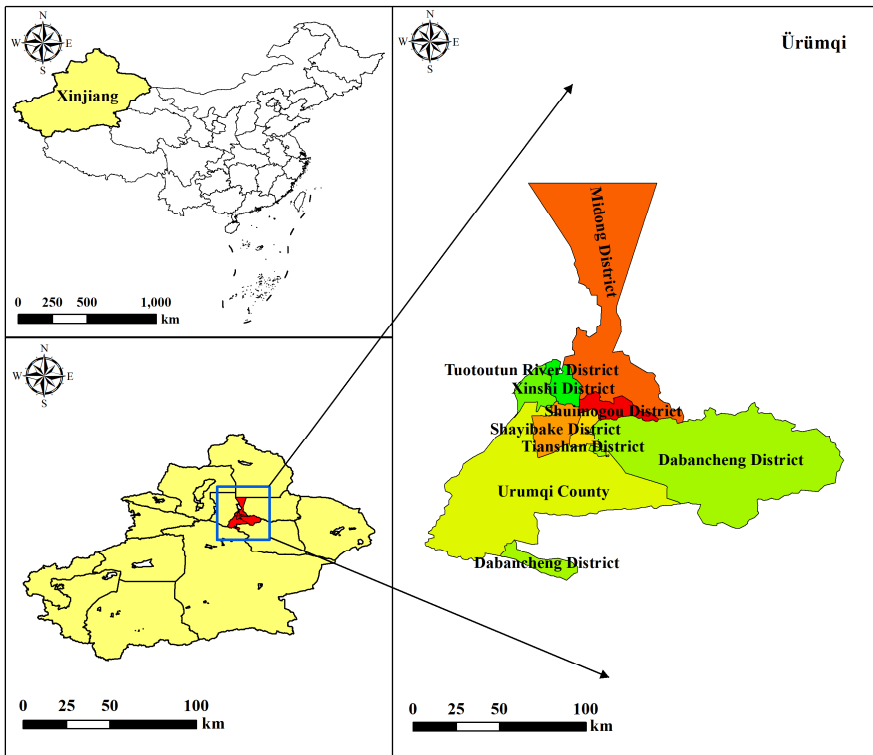 N
W E
S
Xinjiang
0 250 500 1,000
km
N
W E
S
0 25 50 100
km
N
W E
S
Ürümqi
Midong District
Tuotoutun River District
Xinshi District
Shuimogou District
Shayibake District
Tianshan District
Dabancheng District
Urumqi County
Dabancheng District
0 25 50 100
km